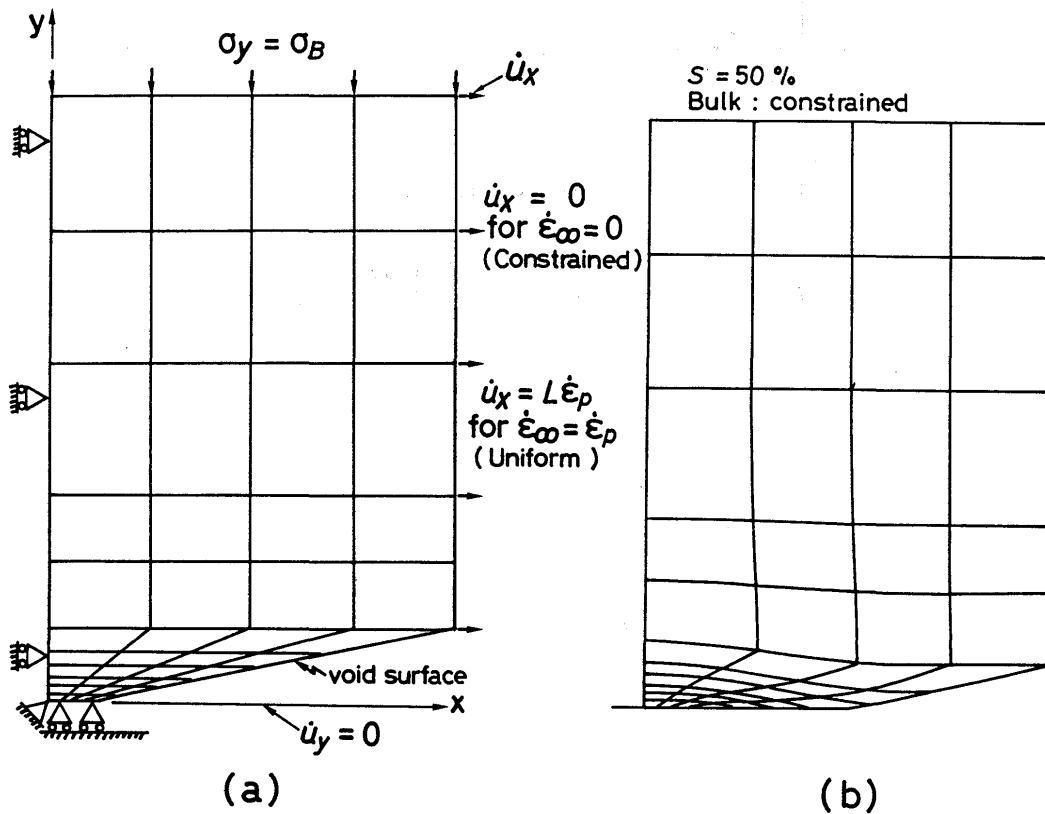 y
σy = σB
u̇x
u̇x = 0
for ε̇∞ = 0
(Constrained)
u̇x = Lε̇p
for ε̇∞ = ε̇p
(Uniform)
void surface
x
u̇y = 0
(a)
S = 50 %
Bulk : constrained
(b)